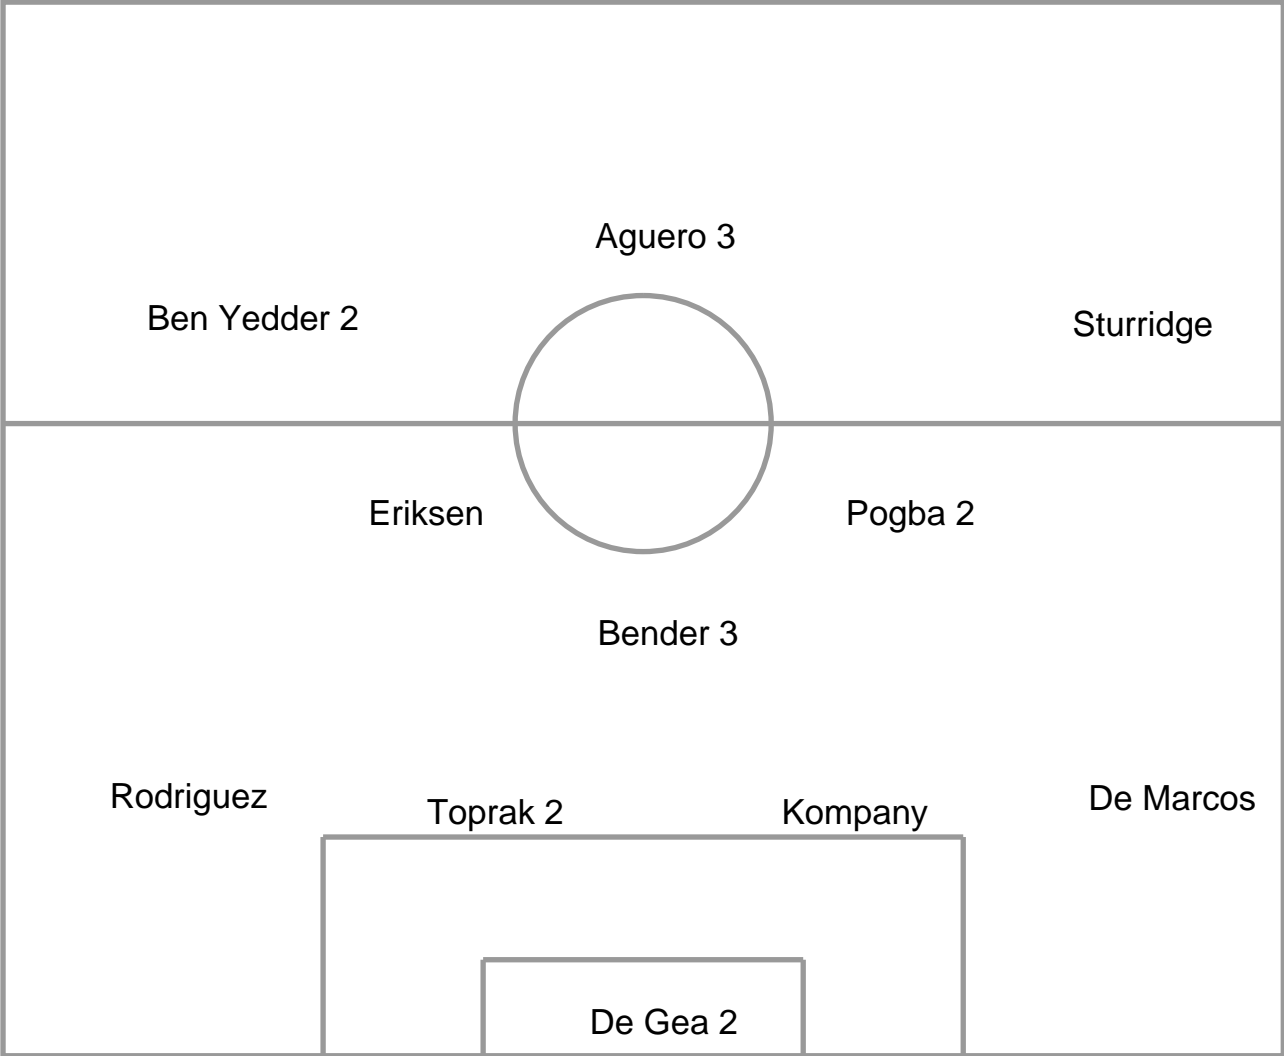 Aguero 3
Ben Yedder 2
Sturridge
Eriksen
Pogba 2
Bender 3
Rodriguez
Toprak 2
Kompany
De Marcos
De Gea 2